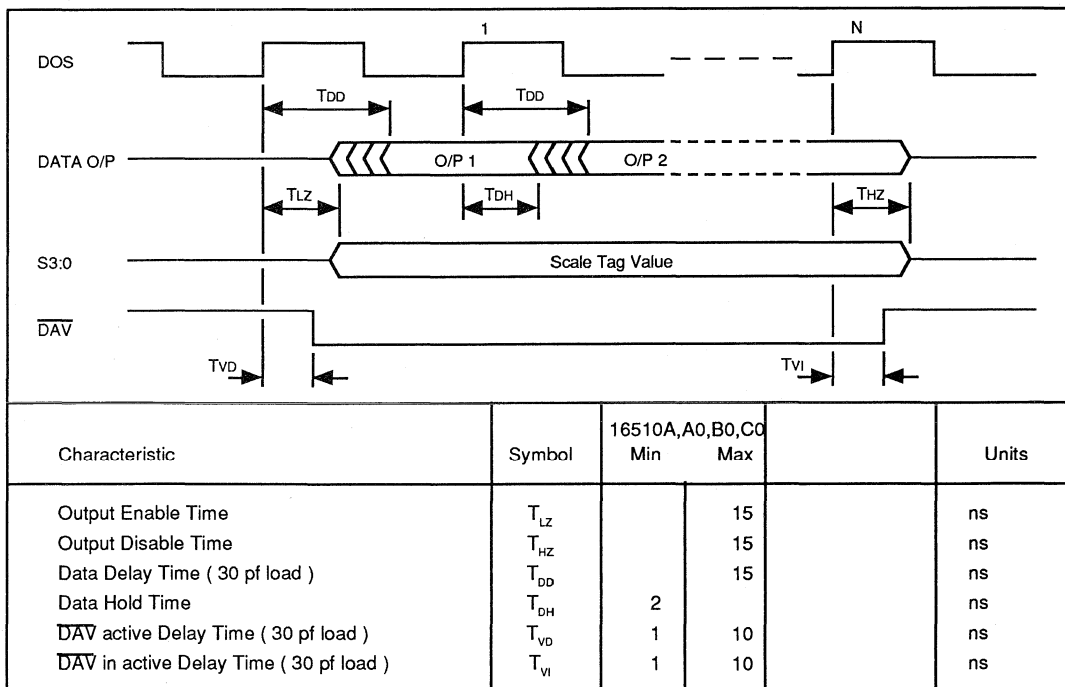 1 N
DOS
TDD TDD
DATA O/P O/P 1 O/P 2
TLZ TDH THZ
S3:0 Scale Tag Value
DAV
TVD TVI
16510A,A0,B0,C0
Characteristic Symbol Min Max Units
Output Enable Time TLZ 15 ns
Output Disable Time THZ 15 ns
Data Delay Time ( 30 pf load ) TDD 15 ns
Data Hold Time TDH 2 ns
DAV active Delay Time ( 30 pf load ) TVD 1 10 ns
DAV in active Delay Time ( 30 pf load ) TVI 1 10 ns